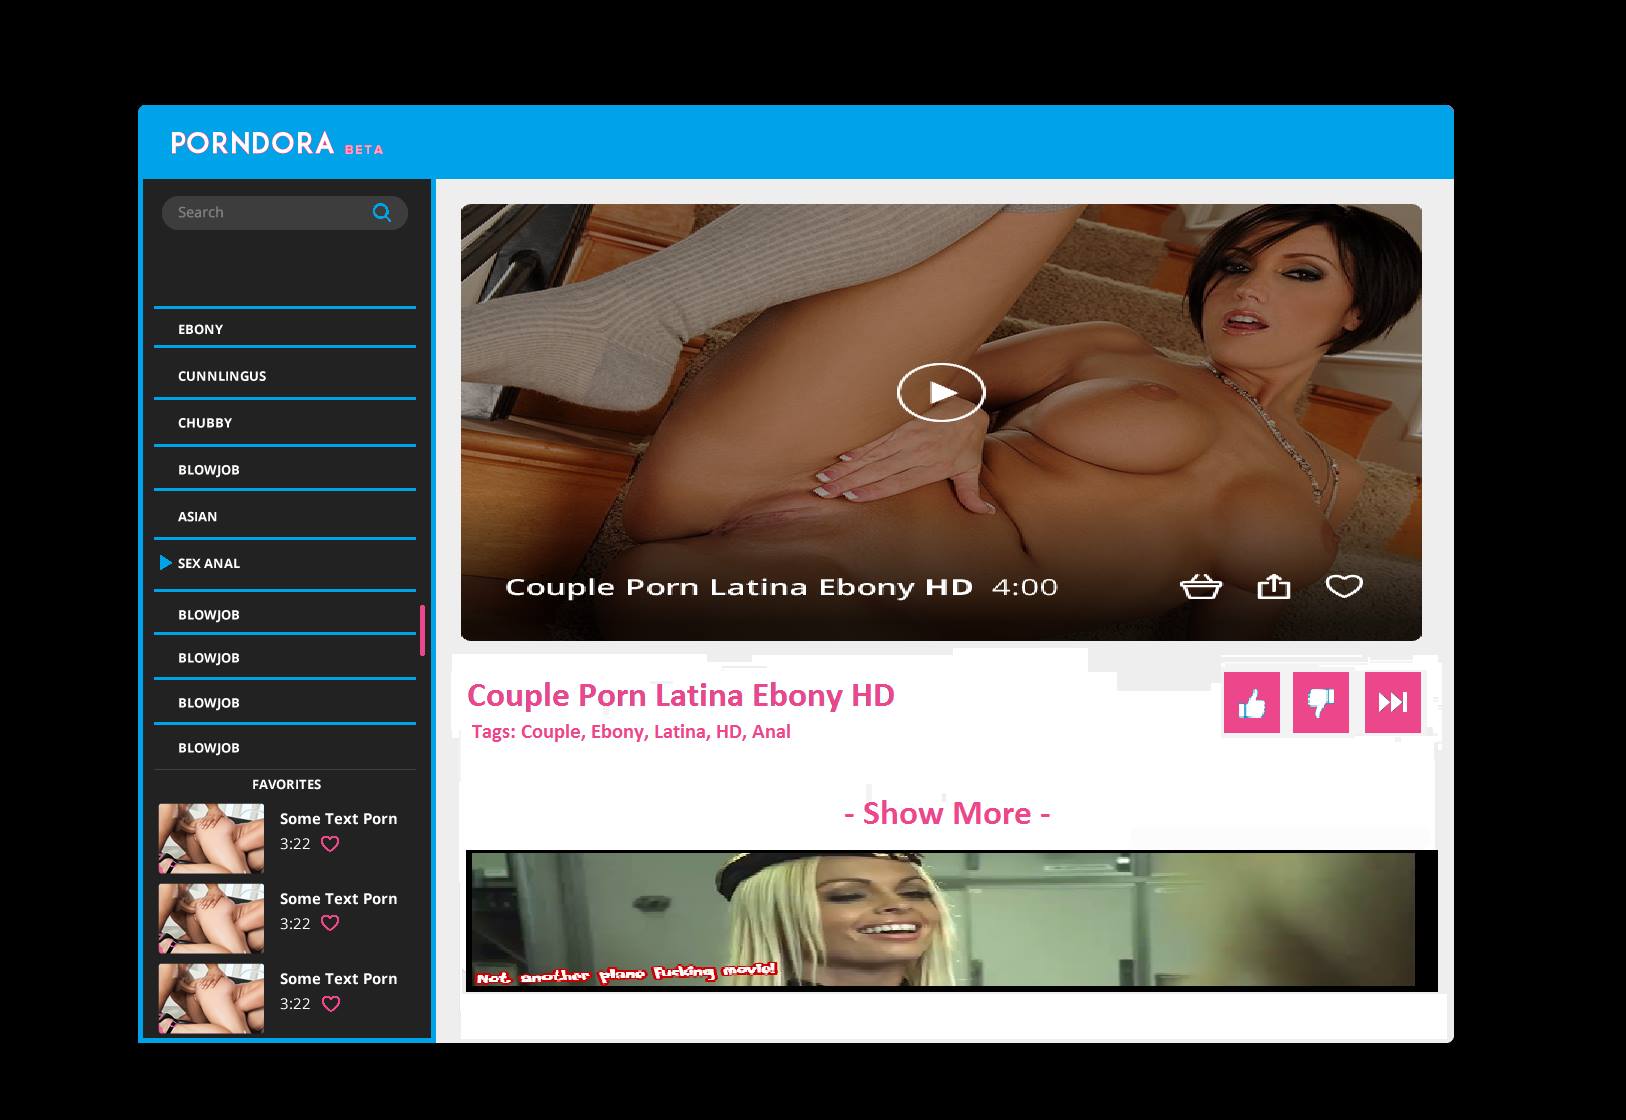 PORNDORA BETA
Search
EBONY
CUNNLINGUS
CHUBBY
BLOWJOB
ASIAN
SEX ANAL
BLOWJOB
BLOWJOB
BLOWJOB
BLOWJOB
FAVORITES
Some Text Porn
3:22
Some Text Porn
3:22
Some Text Porn
3:22
Couple Porn Latina Ebony HD 4:00
Couple Porn Latina Ebony HD
Tags: Couple, Ebony, Latina, HD, Anal
- Show More -
Not another plane Fucking movie!